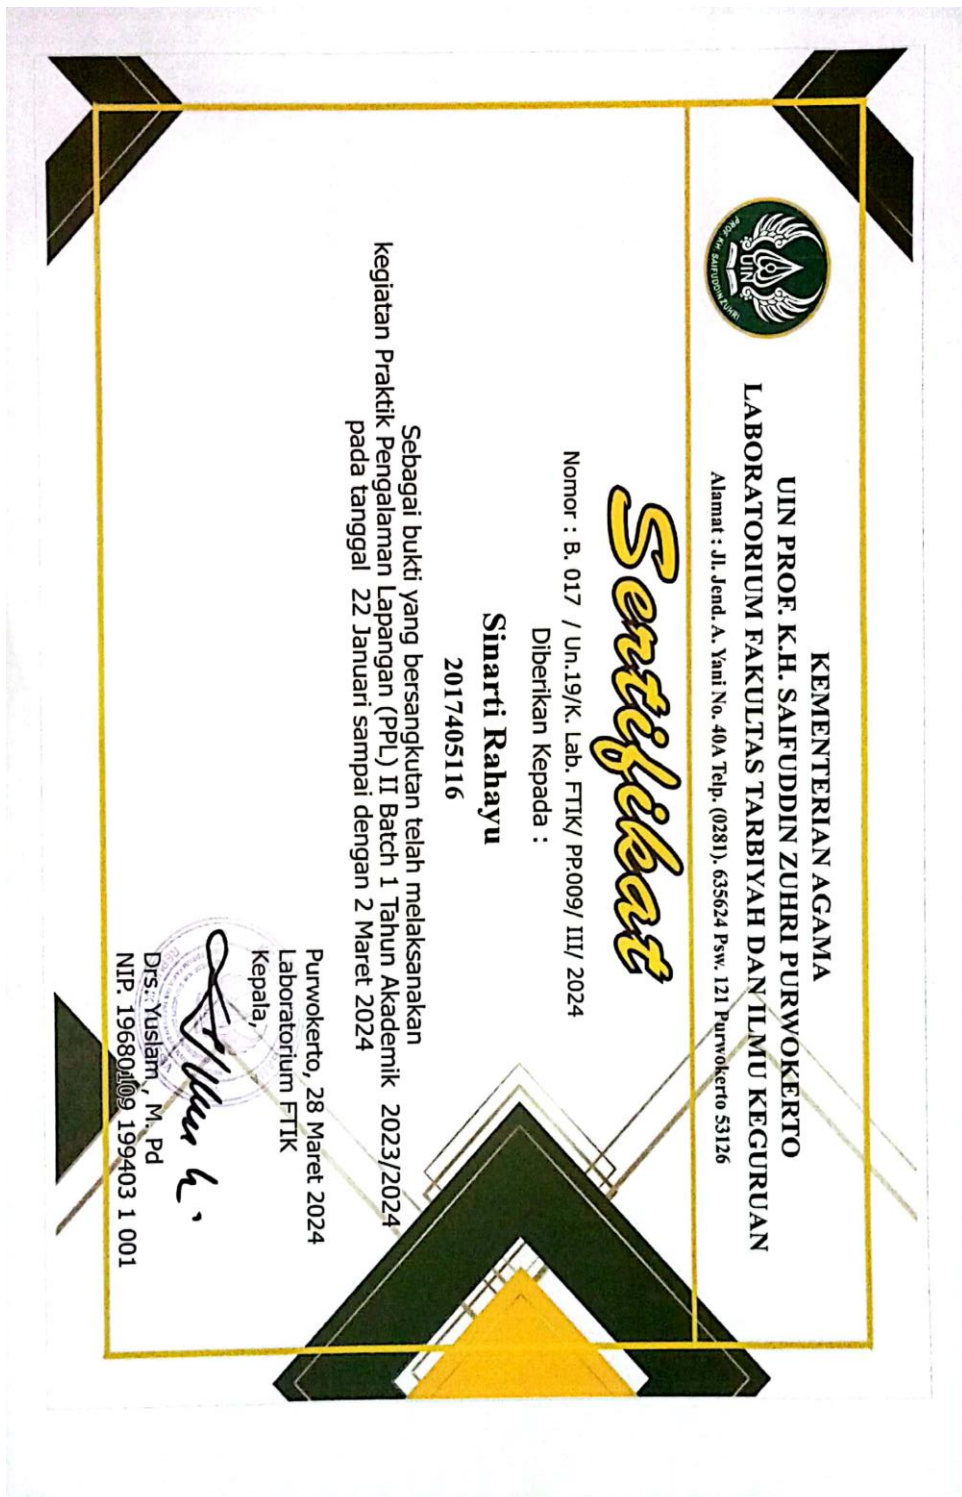 KEMENTERIAN AGAMA
UIN PROF. K.H. SAIFUDDIN ZUHRI PURWOKERTO
LABORATORIUM FAKULTAS TARBIYAH DAN ILMU KEGURUAN
Alamat : Jl. Jend. A. Yani No. 40A Telp. (0281). 635624 Psw. 121 Purwokerto 53126
UIN
PROF. K.H. SAIFUDDIN ZUHRI
Sertifikat
Nomor : B. 017 / Un.19/K. Lab. FTIK/ PP.009/ III/ 2024
Diberikan Kepada :
Sinarti Rahayu
2017405116
Sebagai bukti yang bersangkutan telah melaksanakan
kegiatan Praktik Pengalaman Lapangan (PPL) II Batch 1 Tahun Akademik 2023/2024
pada tanggal 22 Januari sampai dengan 2 Maret 2024
Purwokerto, 28 Maret 2024
Laboratorium FTIK
Kepala,
Drs. Yuslam , M. Pd
NIP. 19680109 199403 1 001